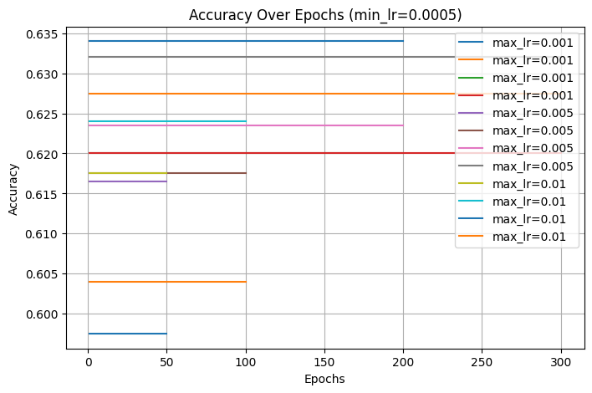 Accuracy Over Epochs (min_lr=0.0005)
0.635
0.630
0.625
0.620
0.615
0.610
0.605
0.600
Accuracy
max_lr=0.001
max_lr=0.001
max_lr=0.001
max_lr=0.001
max_lr=0.005
max_lr=0.005
max_lr=0.005
max_lr=0.005
max_lr=0.01
max_lr=0.01
max_lr=0.01
max_lr=0.01
0 50 100 150 200 250 300
Epochs